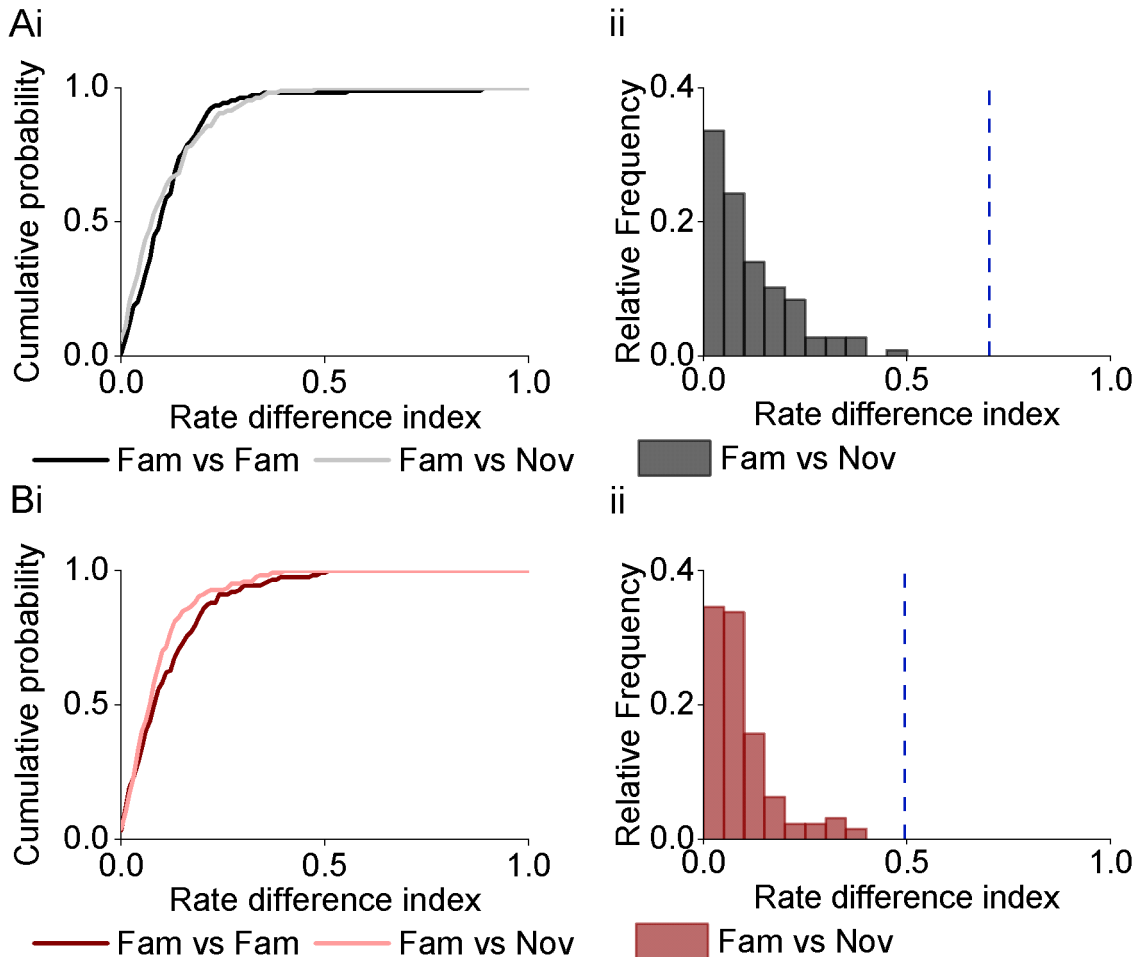 Ai
Cumulative probability
1.0
0.5
0.0
0.0 0.5 1.0
Rate difference index
Fam vs Fam Fam vs Nov
ii
Relative Frequency
0.4
0.2
0.0
0.0 0.5 1.0
Rate difference index
Fam vs Nov
Bi
Cumulative probability
1.0
0.5
0.0
0.0 0.5 1.0
Rate difference index
Fam vs Fam Fam vs Nov
ii
Relative Frequency
0.4
0.2
0.0
0.0 0.5 1.0
Rate difference index
Fam vs Nov